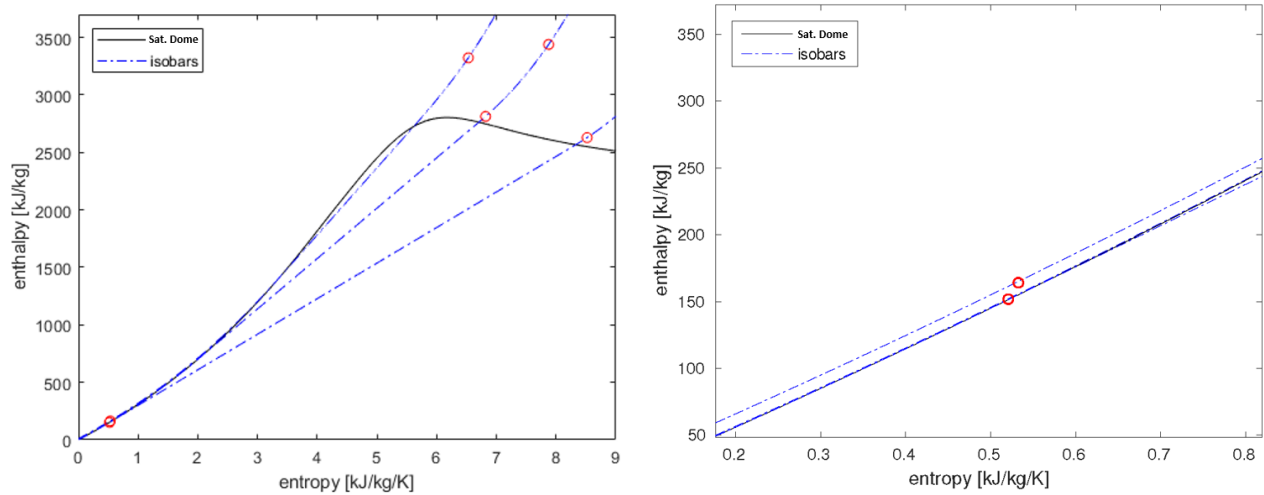 3500
3000
2500
2000
1500
1000
500
0
enthalpy [kJ/kg]
Sat. Dome
isobars
0 1 2 3 4 5 6 7 8 9
entropy [kJ/kg/K]
350
300
250
200
150
100
50
enthalpy [kJ/kg]
Sat. Dome
isobars
0.2 0.3 0.4 0.5 0.6 0.7 0.8
entropy [kJ/kg/K]